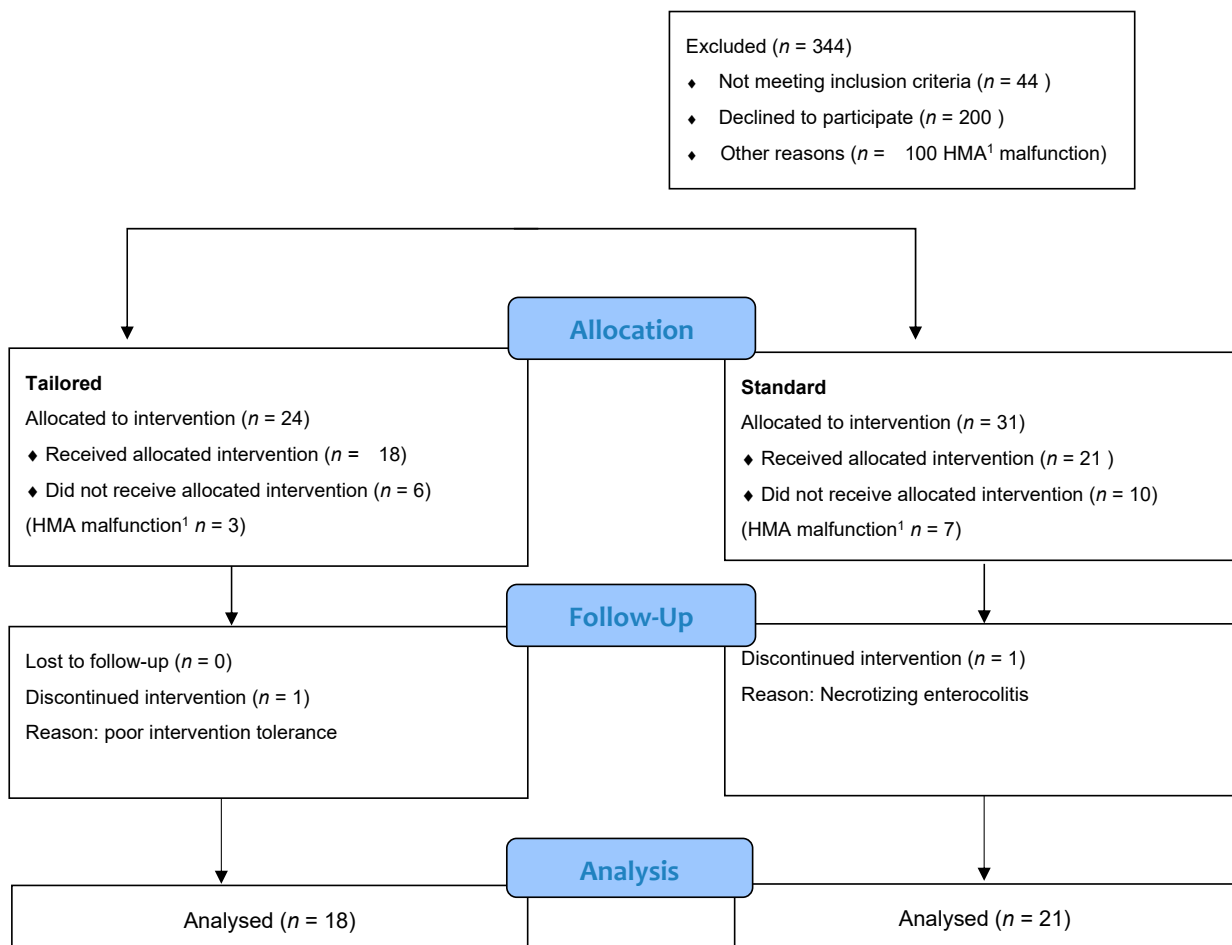 Excluded (n = 344)
♦ Not meeting inclusion criteria (n = 44 )
♦ Declined to participate (n = 200 )
♦ Other reasons (n = 100 HMA¹ malfunction)
Allocation
Tailored
Allocated to intervention (n = 24)
♦ Received allocated intervention (n = 18)
♦ Did not receive allocated intervention (n = 6)
(HMA malfunction¹ n = 3)
Standard
Allocated to intervention (n = 31)
♦ Received allocated intervention (n = 21 )
♦ Did not receive allocated intervention (n = 10)
(HMA malfunction¹ n = 7)
Follow-Up
Lost to follow-up (n = 0)
Discontinued intervention (n = 1)
Reason: poor intervention tolerance
Discontinued intervention (n = 1)
Reason: Necrotizing enterocolitis
Analysis
Analysed (n = 18)
Analysed (n = 21)